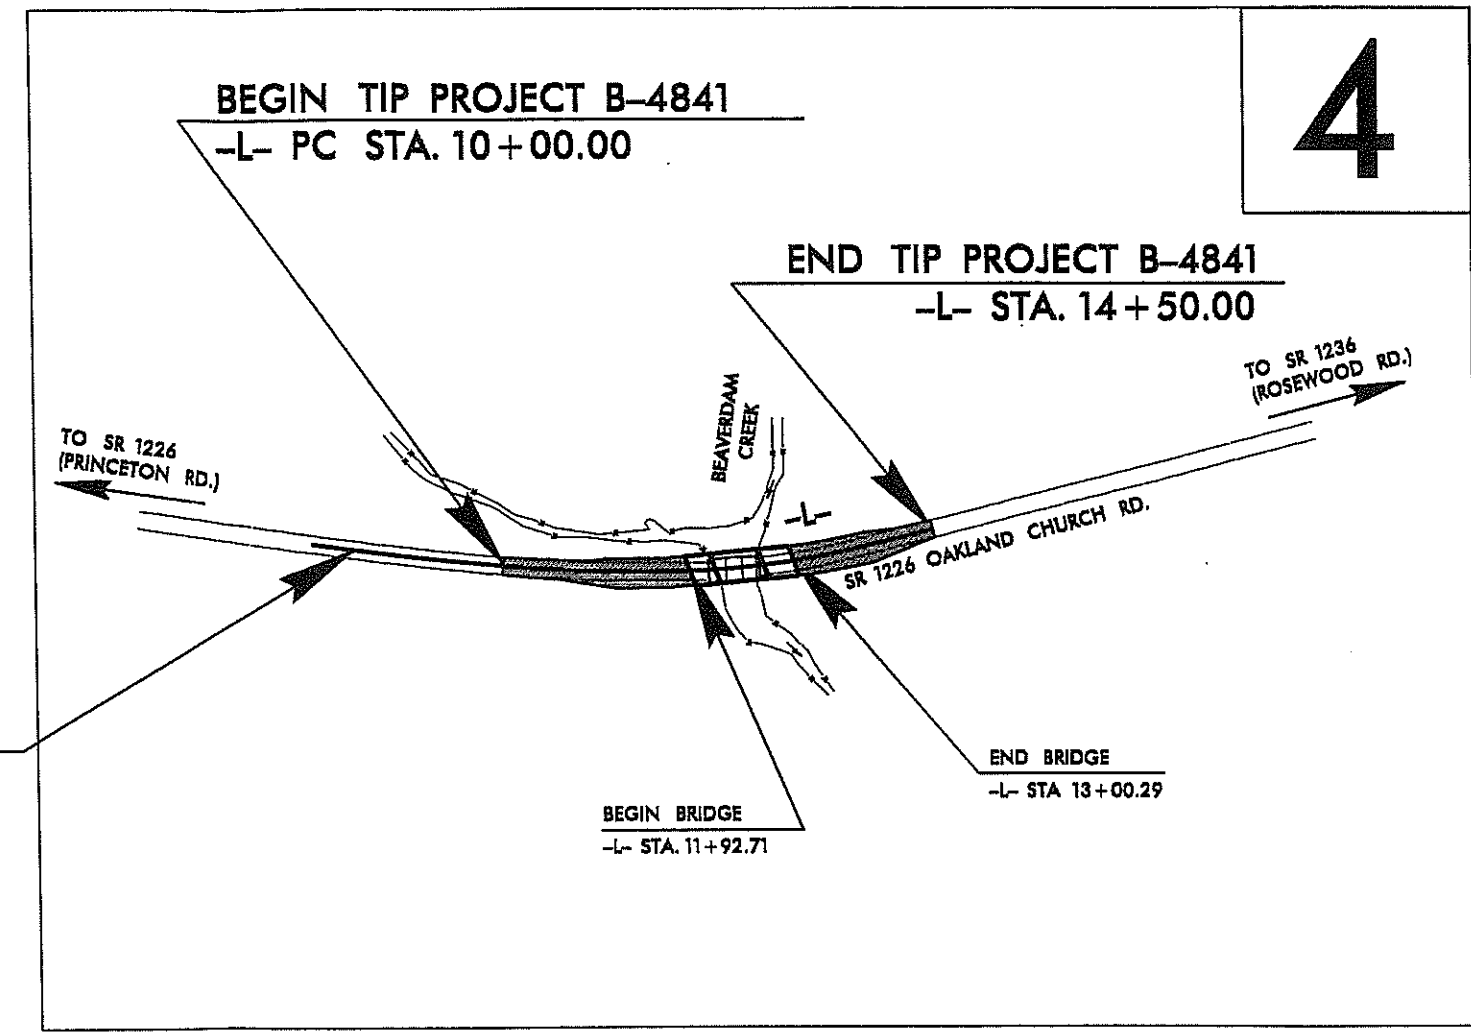 4
BEGIN TIP PROJECT B–4841
–L– PC STA. 10+00.00
END TIP PROJECT B–4841
–L– STA. 14+50.00
TO SR 1236
(ROSEWOOD RD.)
BEAVERDAM
CREEK
TO SR 1226
(PRINCETON RD.)
–L–
SR 1226 OAKLAND CHURCH RD.
END BRIDGE
–L– STA 13+00.29
BEGIN BRIDGE
–L– STA. 11+92.71